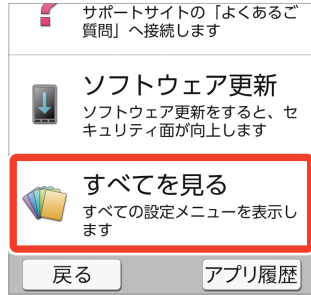 サポートサイトの「よくあるご
質問」へ接続します
ソフトウェア更新
ソフトウェア更新をすると、セ
キュリティ面が向上します
すべてを見る
すべての設定メニューを表示し
ます
戻る
アプリ履歴